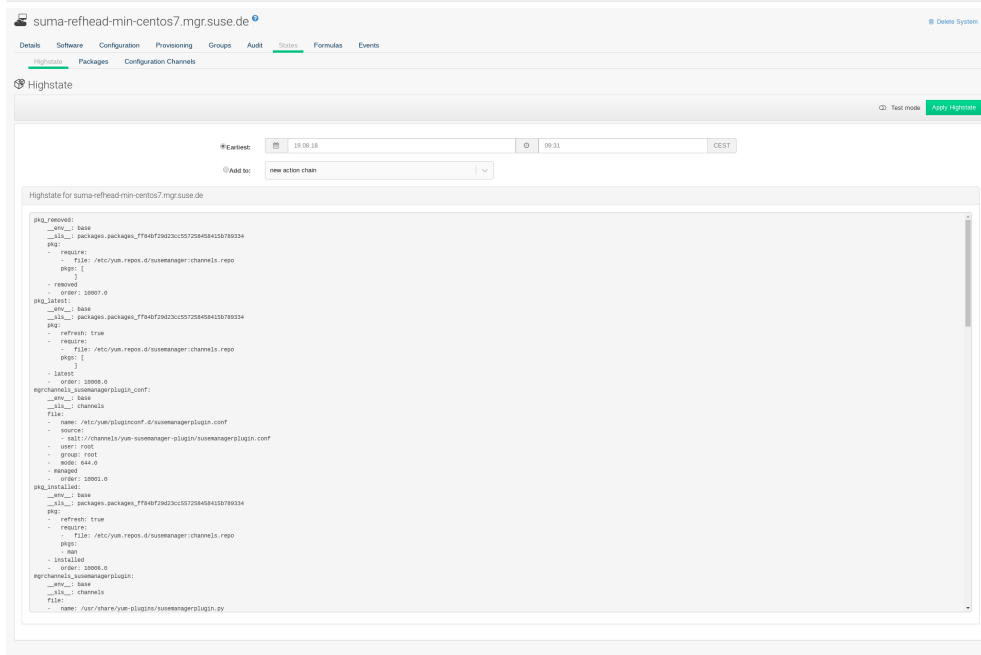 suma-refhead-min-centos7.mgr.suse.de ?
Delete System
Details Software Configuration Provisioning Groups Audit States Formulas Events
Highstate Packages Configuration Channels
Highstate
Test mode Apply Highstate
Earliest: 19.08.18 09:31 CEST
Add to: new action chain
Highstate for suma-refhead-min-centos7.mgr.suse.de
pkg_removed:
__env__: base
__sls__: packages.packages_ff84bf29d23cc557258458415b789334
pkg:
- require:
- file: /etc/yum.repos.d/susemanager:channels.repo
pkgs: [
]
- removed
- order: 10007.0
pkg_latest:
__env__: base
__sls__: packages.packages_ff84bf29d23cc557258458415b789334
pkg:
- refresh: true
- require:
- file: /etc/yum.repos.d/susemanager:channels.repo
pkgs: [
]
- latest
- order: 10008.0
mgrchannels_susemanagerplugin_conf:
__env__: base
__sls__: channels
file:
- name: /etc/yum/pluginconf.d/susemanagerplugin.conf
- source:
- salt://channels/yum-susemanager-plugin/susemanagerplugin.conf
- user: root
- group: root
- mode: 644.0
- managed
- order: 10001.0
pkg_installed:
__env__: base
__sls__: packages.packages_ff84bf29d23cc557258458415b789334
pkg:
- refresh: true
- require:
- file: /etc/yum.repos.d/susemanager:channels.repo
pkgs:
- man
- installed
- order: 10006.0
mgrchannels_susemanagerplugin:
__env__: base
__sls__: channels
file:
- name: /usr/share/yum-plugins/susemanagerplugin.py